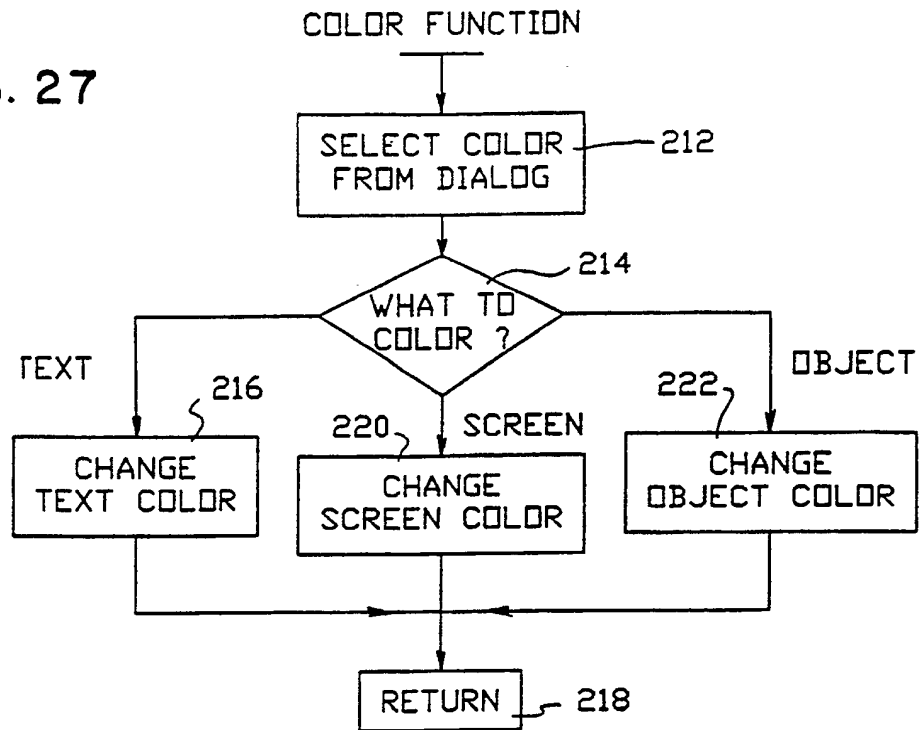 COLOR FUNCTION
. 27
SELECT COLOR
FROM DIALOG
212
214
WHAT TO
COLOR ?
TEXT
OBJECT
216
220
SCREEN
222
CHANGE
TEXT COLOR
CHANGE
SCREEN COLOR
CHANGE
OBJECT COLOR
RETURN
218